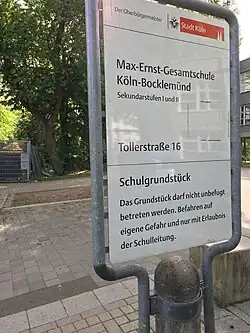 Der Oberbürgermeister
Stadt Köln
Max-Ernst-Gesamtschule
Köln-Bocklemünd
Sekundarstufen I und II
Tollerstraße 16
Schulgrundstück
Das Grundstück darf nicht unbefugt
betreten werden. Befahren auf
eigene Gefahr und nur mit Erlaubnis
der Schulleitung.